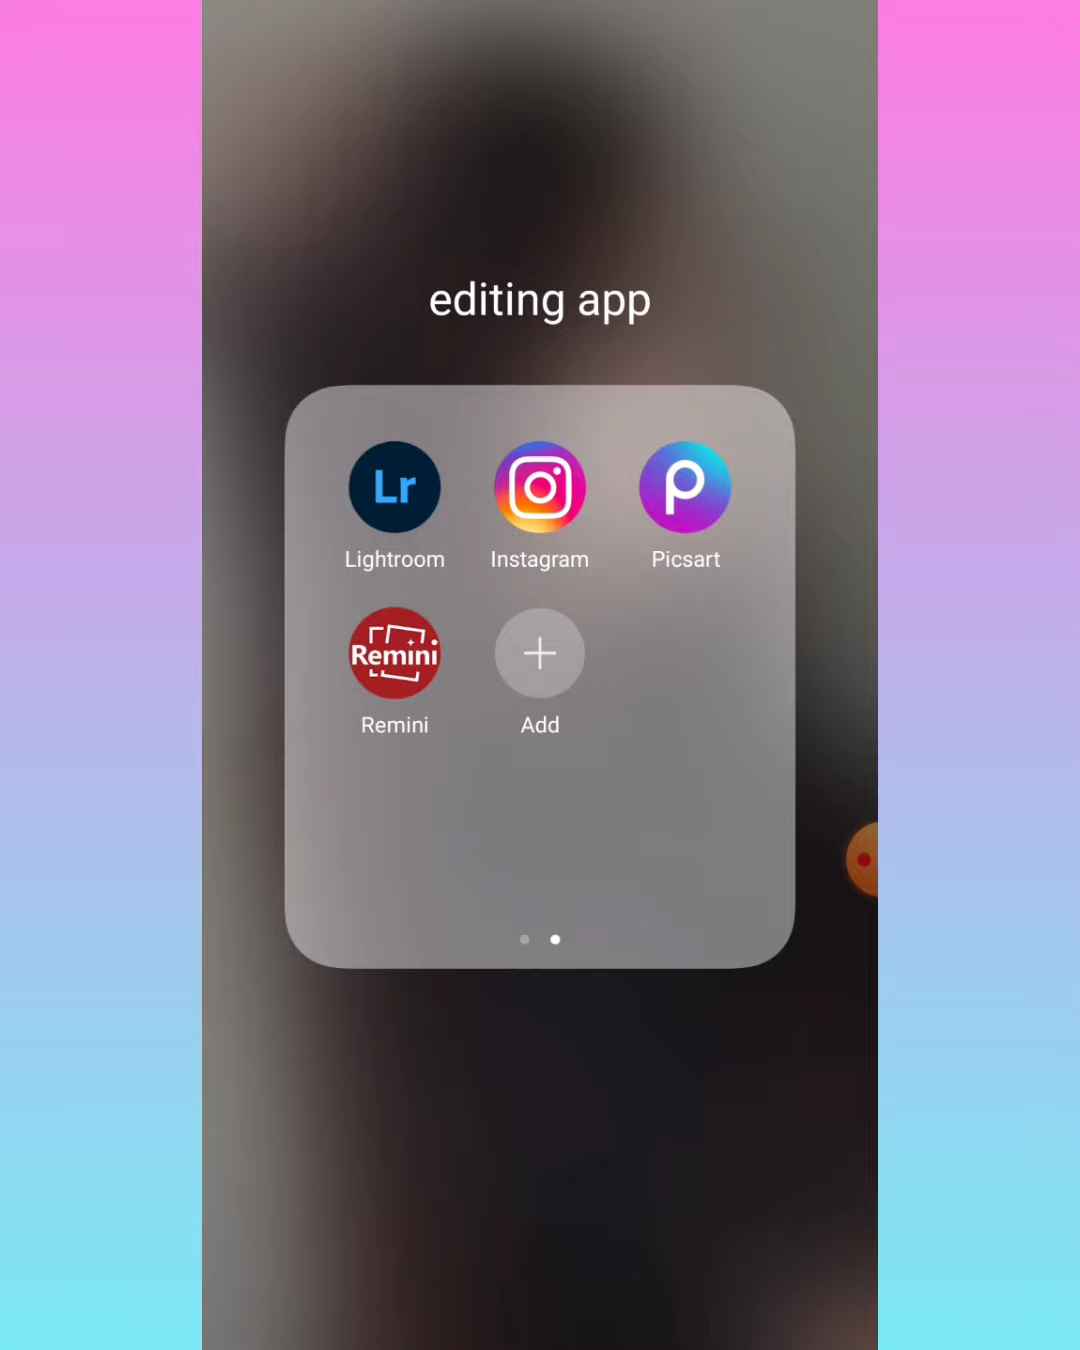 editing app
Lr
Lightroom
Instagram
P
Picsart
Remini
Remini
Add